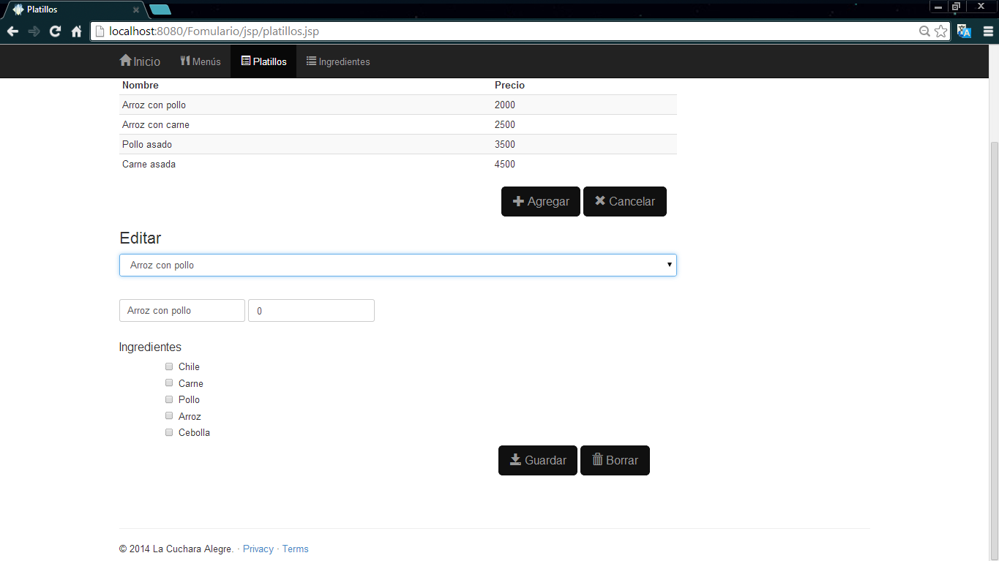 Platillos
localhost:8080/Fomulario/jsp/platillos.jsp
Inicio Menús Platillos Ingredientes
Nombre Precio
Arroz con pollo 2000
Arroz con carne 2500
Pollo asado 3500
Carne asada 4500
Agregar Cancelar
Editar
Arroz con pollo
Arroz con pollo 0
Ingredientes
Chile
Carne
Pollo
Arroz
Cebolla
Guardar Borrar
© 2014 La Cuchara Alegre. · Privacy · Terms